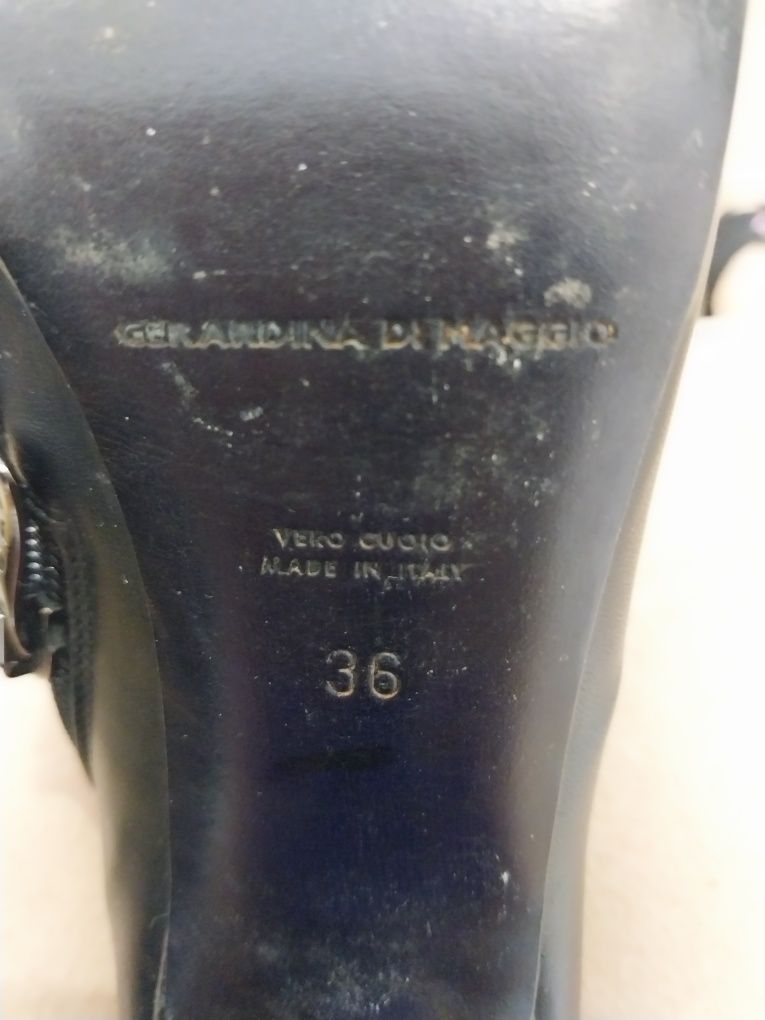 GERARDINA DI MAGGIO
VERO CUOIO
MADE IN ITALY
36